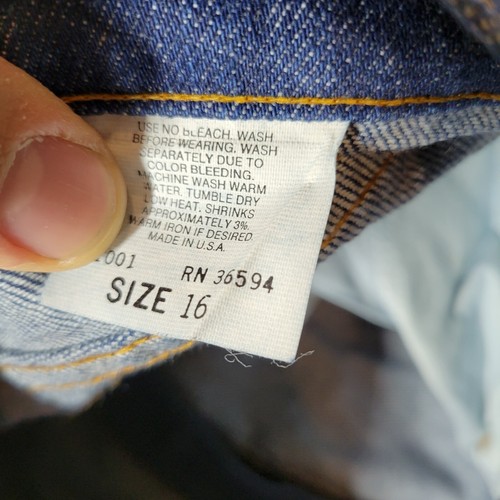 USE NO BLEACH. WASH
BEFORE WEARING. WASH
SEPARATELY DUE TO
COLOR BLEEDING.
MACHINE WASH WARM
WATER. TUMBLE DRY
LOW HEAT. SHRINKS
APPROXIMATELY 3%.
WARM IRON IF DESIRED.
MADE IN U.S.A.
001 RN 36594
SIZE 16